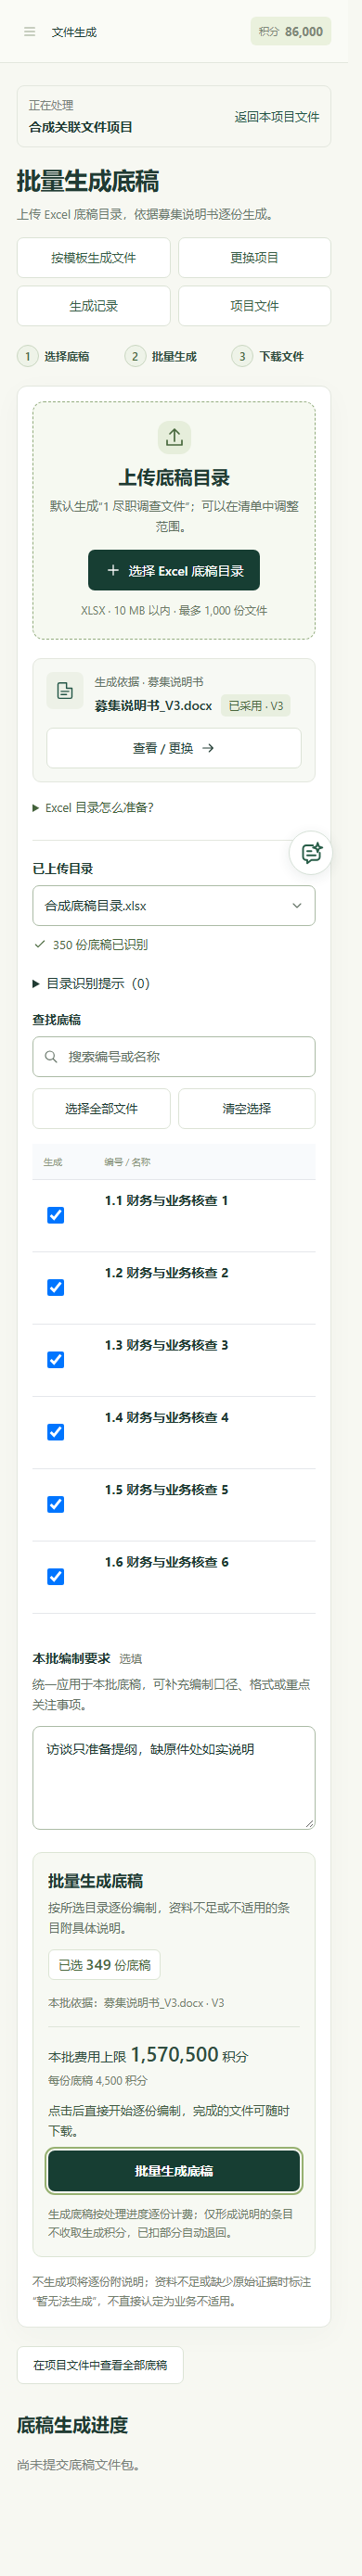 文件生成
积分 86,000
正在处理
合成关联文件项目
返回本项目文件
批量生成底稿
上传 Excel 底稿目录，依据募集说明书逐份生成。
按模板生成文件
更换项目
生成记录
项目文件
1 选择底稿
2 批量生成
3 下载文件
上传底稿目录
默认生成“1 尽职调查文件”；可以在清单中调整
范围。
选择 Excel 底稿目录
XLSX · 10 MB 以内 · 最多 1,000 份文件
生成依据 · 募集说明书
募集说明书_V3.docx
已采用 · V3
查看 / 更换 →
Excel 目录怎么准备？
已上传目录
合成底稿目录.xlsx
350 份底稿已识别
目录识别提示（0）
查找底稿
搜索编号或名称
选择全部文件
清空选择
生成
编号 / 名称
1.1 财务与业务核查 1
1.2 财务与业务核查 2
1.3 财务与业务核查 3
1.4 财务与业务核查 4
1.5 财务与业务核查 5
1.6 财务与业务核查 6
本批编制要求 选填
统一应用于本批底稿，可补充编制口径、格式或重点
关注事项。
访谈只准备提纲，缺原件处如实说明
批量生成底稿
按所选目录逐份编制，资料不足或不适用的条
目附具体说明。
已选 349 份底稿
本批依据：募集说明书_V3.docx · V3
本批费用上限 1,570,500 积分
每份底稿 4,500 积分
点击后直接开始逐份编制，完成的文件可随时
下载。
批量生成底稿
生成底稿按处理进度逐份计费；仅形成说明的条目
不收取生成积分，已扣部分自动退回。
不生成项将逐份附说明；资料不足或缺少原始证据时标注
“暂无法生成”，不直接认定为业务不适用。
在项目文件中查看全部底稿
底稿生成进度
尚未提交底稿文件包。